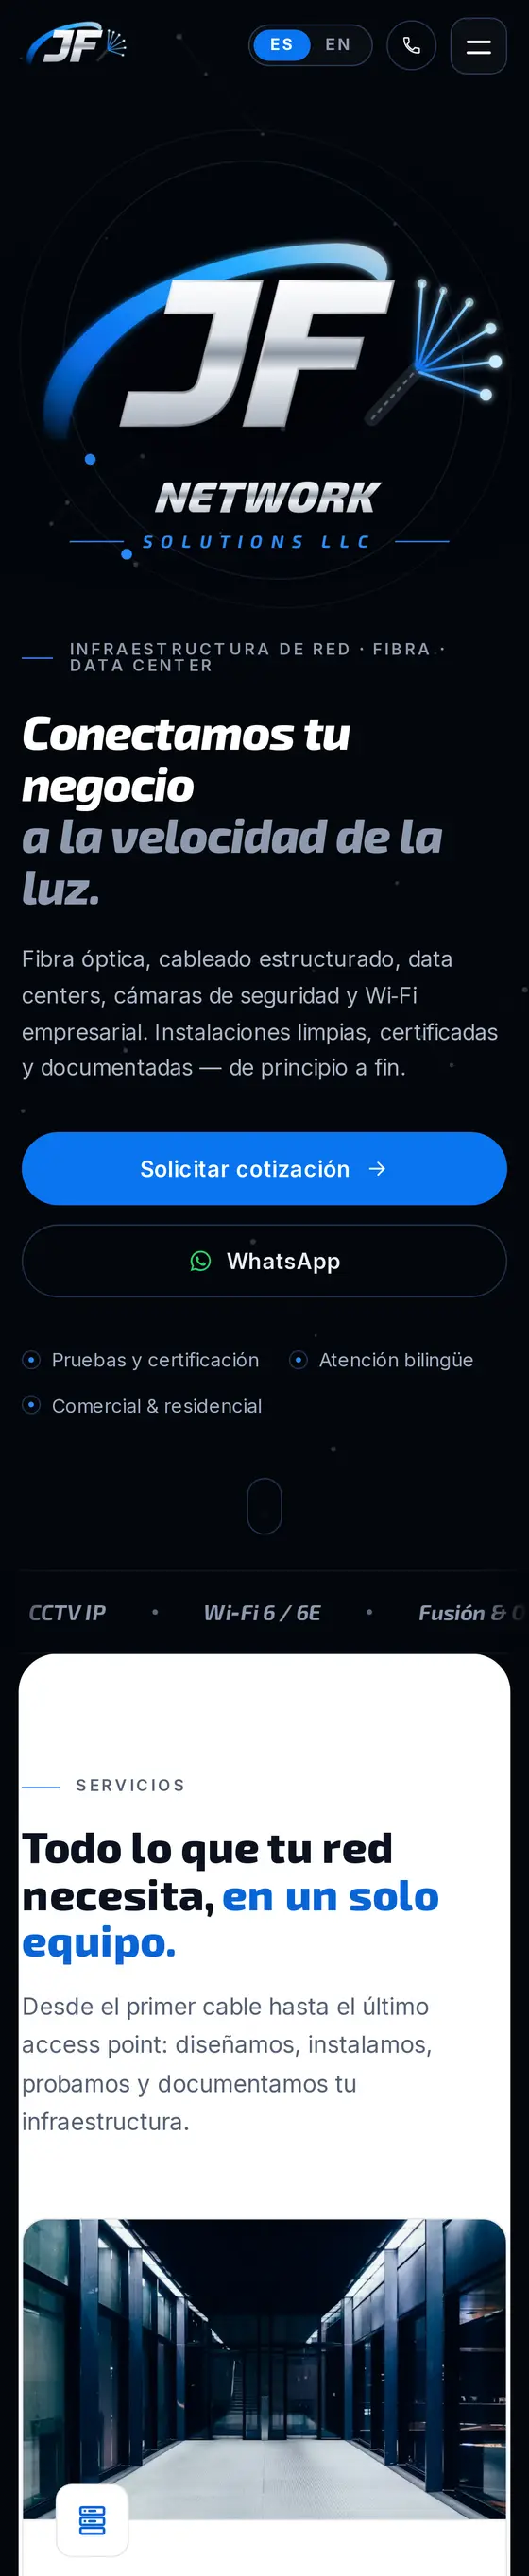 JF
ES EN
JF
NETWORK
SOLUTIONS LLC
INFRAESTRUCTURA DE RED · FIBRA ·
DATA CENTER
Conectamos tu
negocio
a la velocidad de la
luz.
Fibra óptica, cableado estructurado, data
centers, cámaras de seguridad y Wi-Fi
empresarial. Instalaciones limpias, certificadas
y documentadas — de principio a fin.
Solicitar cotización →
WhatsApp
Pruebas y certificación Atención bilingüe
Comercial & residencial
CCTV IP • Wi-Fi 6 / 6E • Fusión &
SERVICIOS
Todo lo que tu red
necesita, en un solo
equipo.
Desde el primer cable hasta el último
access point: diseñamos, instalamos,
probamos y documentamos tu
infraestructura.